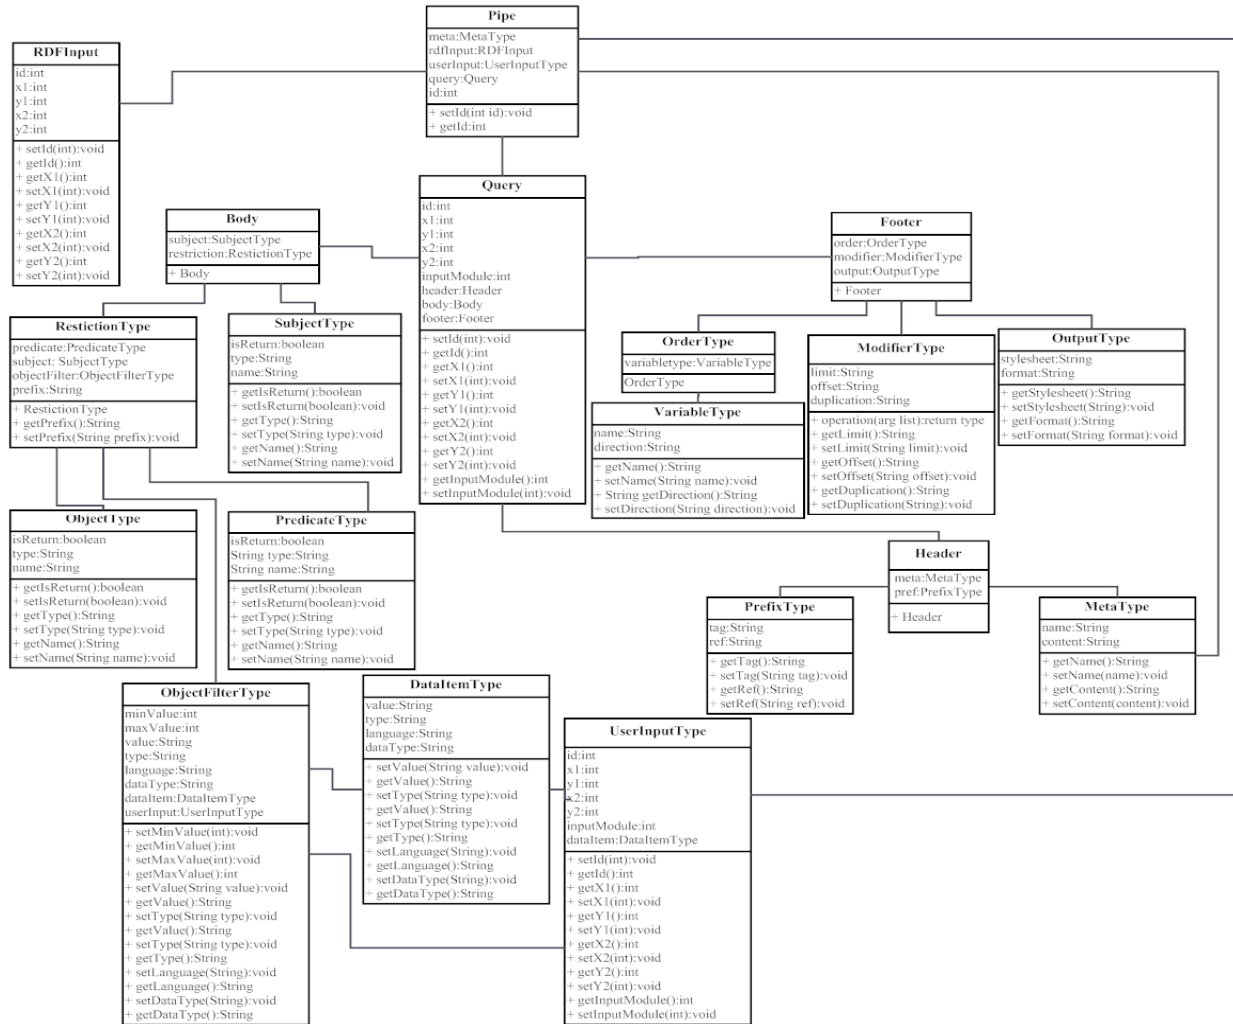 Pipe
meta:MetaType
rdfInput:RDFInput
userInput:UserInputType
query:Query
id:int
+ setId(int id):void
+ getId:int
RDFInput
id:int
x1:int
y1:int
x2:int
y2:int
+ setId(int):void
+ getId():int
+ getX1():int
+ setX1(int):void
+ getY1():int
+ setY1(int):void
+ getX2():int
+ setX2(int):void
+ getY2():int
+ setY2(int):void
Query
id:int
x1:int
y1:int
x2:int
y2:int
inputModule:int
header:Header
body:Body
footer:Footer
+ setId(int):void
+ getId():int
+ getX1():int
+ setX1(int):void
+ getY1():int
+ setY1(int):void
+ getX2():int
+ setX2(int):void
+ getY2():int
+ setY2(int):void
+ getInputModule():int
+ setInputModule(int):void
Body
subject:SubjectType
restriction:RestictionType
+ Body
Footer
order:OrderType
modifier:ModifierType
output:OutputType
+ Footer
RestictionType
predicate:PredicateType
subject: SubjectType
objectFilter:ObjectFilterType
prefix:String
+ RestictionType
+ getPrefix():String
+ setPrefix(String prefix):void
SubjectType
isReturn:boolean
type:String
name:String
+ getIsReturn():boolean
+ setIsReturn(boolean):void
+ getType():String
+ setType(String type):void
+ getName():String
+ setName(String name):void
OrderType
variabletype:VariableType
OrderType
ModifierType
limit:String
offset:String
duplication:String
+ operation(arg list):return type
+ getLimit():String
+ setLimit(String limit):void
+ getOffset():String
+ setOffset(String offset):void
+ getDuplication():String
+ setDuplication(String):void
OutputType
stylesheet:String
format:String
+ getStylesheet():String
+ setStylesheet(String):void
+ getFormat():String
+ setFormat(String format):void
VariableType
name:String
direction:String
+ getName():String
+ setName(String name):void
+ String getDirection():String
+ setDirection(String direction):void
ObjectType
isReturn:boolean
type:String
name:String
+ getIsReturn():boolean
+ setIsReturn(boolean):void
+ getType():String
+ setType(String type):void
+ getName():String
+ setName(String name):void
PredicateType
isReturn:boolean
String type:String
String name:String
+ getIsReturn():boolean
+ setIsReturn(boolean):void
+ getType():String
+ setType(String type):void
+ getName():String
+ setName(String name):void
Header
meta:MetaType
pref:PrefixType
+ Header
PrefixType
tag:String
ref:String
+ getTag():String
+ setTag(String tag):void
+ getRef():String
+ setRef(String ref):void
MetaType
name:String
content:String
+ getName():String
+ setName(name):void
+ getContent():String
+ setContent(content):void
ObjectFilterType
minValue:int
maxValue:int
value:String
type:String
language:String
dataType:String
dataItem:DataItemType
userInput:UserInputType
+ setMinValue(int):void
+ getMinValue():int
+ setMaxValue(int):void
+ getMaxValue():int
+ setValue(String value):void
+ getValue():String
+ setType(String type):void
+ getValue():String
+ setType(String type):void
+ getType():String
+ setLanguage(String):void
+ getLanguage():String
+ setDataType(String):void
+ getDataType():String
DataItemType
value:String
type:String
language:String
dataType:String
+ setValue(String value):void
+ getValue():String
+ setType(String type):void
+ getValue():String
+ setType(String type):void
+ getType():String
+ setLanguage(String):void
+ getLanguage():String
+ setDataType(String):void
+ getDataType():String
UserInputType
id:int
x1:int
y1:int
x2:int
y2:int
inputModule:int
dataItem:DataItemType
+ setId(int):void
+ getId():int
+ getX1():int
+ setX1(int):void
+ getY1():int
+ setY1(int):void
+ getX2():int
+ setX2(int):void
+ getY2():int
+ setY2(int):void
+ getInputModule():int
+ setInputModule(int):void